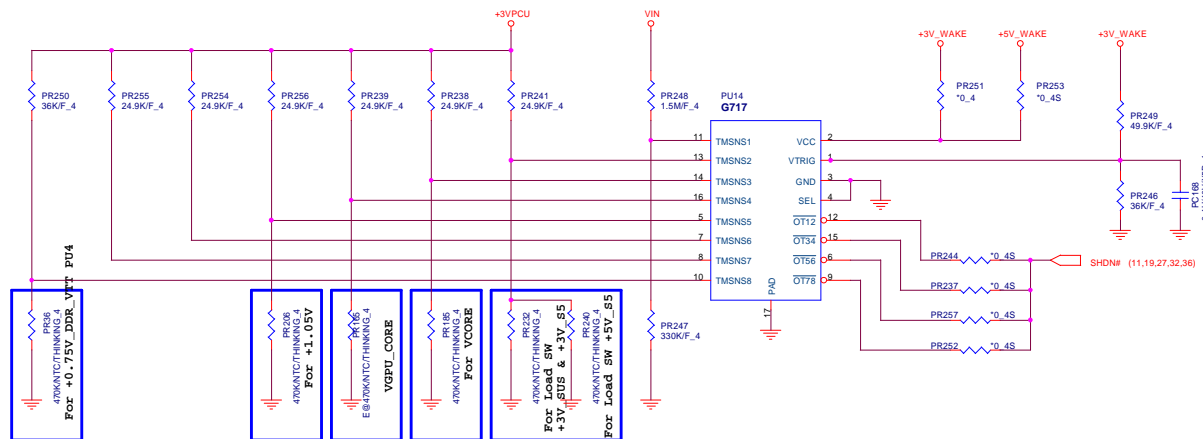 +3VPCU
VIN
+3V_WAKE
+5V_WAKE
+3V_WAKE
PR250
36K/F_4
PR255
24.9K/F_4
PR254
24.9K/F_4
PR256
24.9K/F_4
PR239
24.9K/F_4
PR238
24.9K/F_4
PR241
24.9K/F_4
PR248
1.5M/F_4
PU14
G717
PR251
*0_4
PR253
*0_4S
PR249
49.9K/F_4
11
TMSNS1
13
TMSNS2
14
TMSNS3
16
TMSNS4
5
TMSNS5
7
TMSNS6
8
TMSNS7
10
TMSNS8
VCC
2
VTRIG
1
GND
3
SEL
4
OT12
12
OT34
15
OT56
6
OT78
9
PAD
17
PR246
36K/F_4
PC168
PR244
*0_4S
PR237
*0_4S
PR257
*0_4S
PR252
*0_4S
SHDN# (11,19,27,32,36)
PR36
470K/NTC/THINKING_4
For +0.75V_DDR_VTT PU4
PR206
470K/NTC/THINKING_4
For +1.05V
PR165
E@470K/NTC/THINKING_4
VGPU_CORE
PR185
470K/NTC/THINKING_4
For VCORE
PR232
470K/NTC/THINKING_4
For Load SW
+3V_SUS & +3V_S5
PR240
470K/NTC/THINKING_4
For Load SW +5V_S5
PR247
330K/F_4